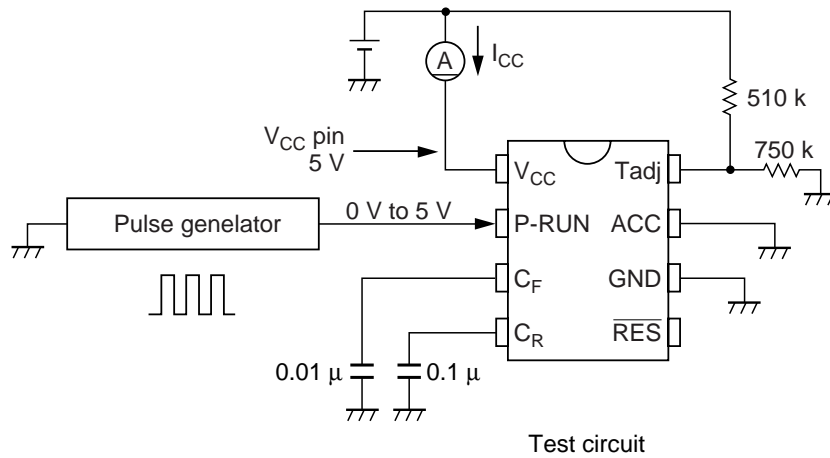 A
I_CC
510 k
V_CC pin
5 V
750 k
V_CC
Tadj
Pulse genelator
0 V to 5 V
P-RUN
ACC
C_F
GND
C_R
RES
0.01 μ
0.1 μ
Test circuit